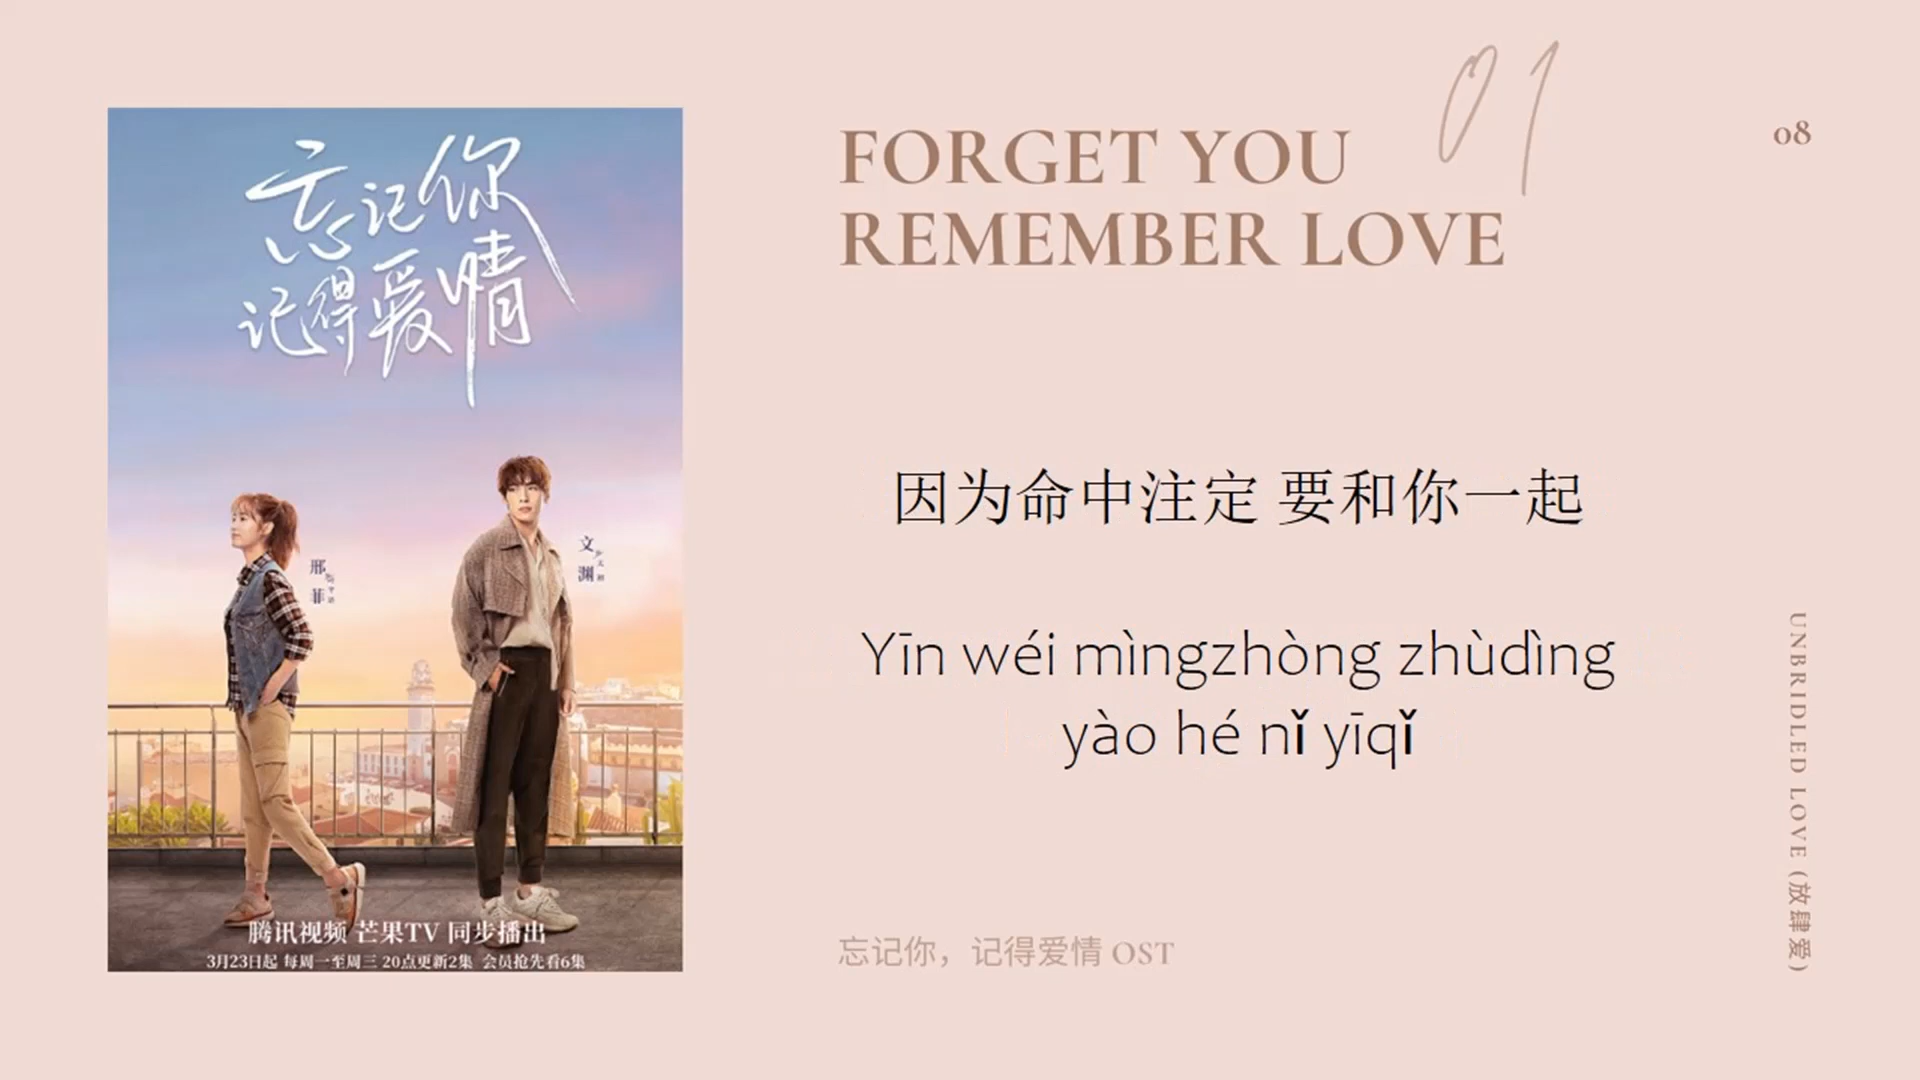 忘记你
记得爱情
邢
菲
文
渊
腾讯视频 芒果TV 同步播出
3月23日起 每周一至周三 20点更新2集 会员抢先看6集
01
FORGET YOU
REMEMBER LOVE
08
因为命中注定 要和你一起
Yīn wéi mìngzhòng zhùdìng
yào hé nǐ yīqǐ
忘记你，记得爱情 OST
UNBRIDLED LOVE (放肆爱)